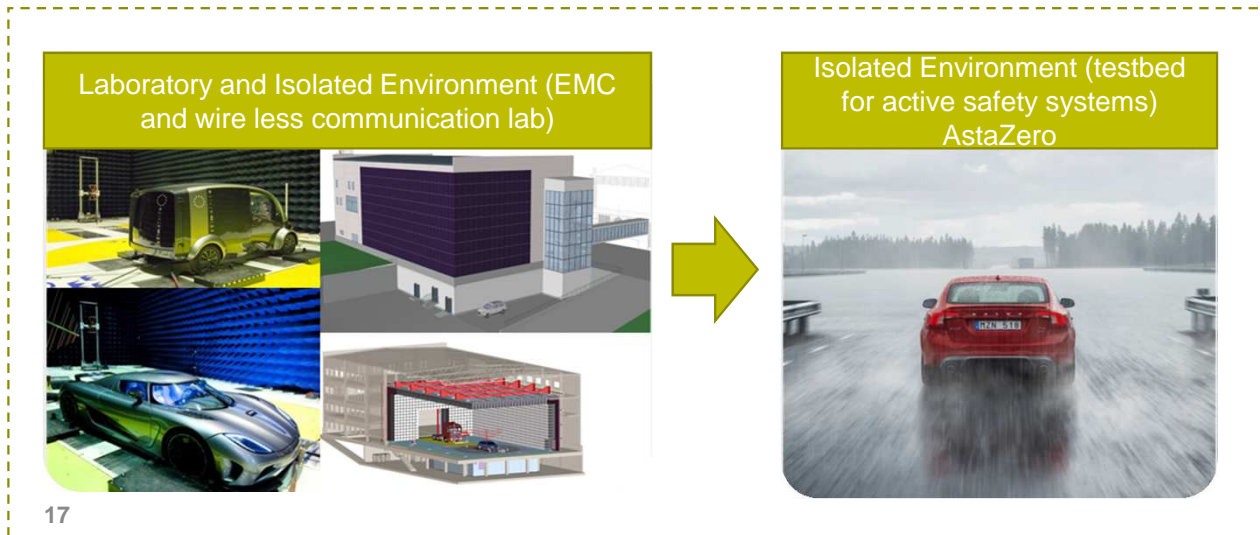 Laboratory and Isolated Environment (EMC
and wire less communication lab)
Isolated Environment (testbed
for active safety systems)
AstaZero
MZN 518
17